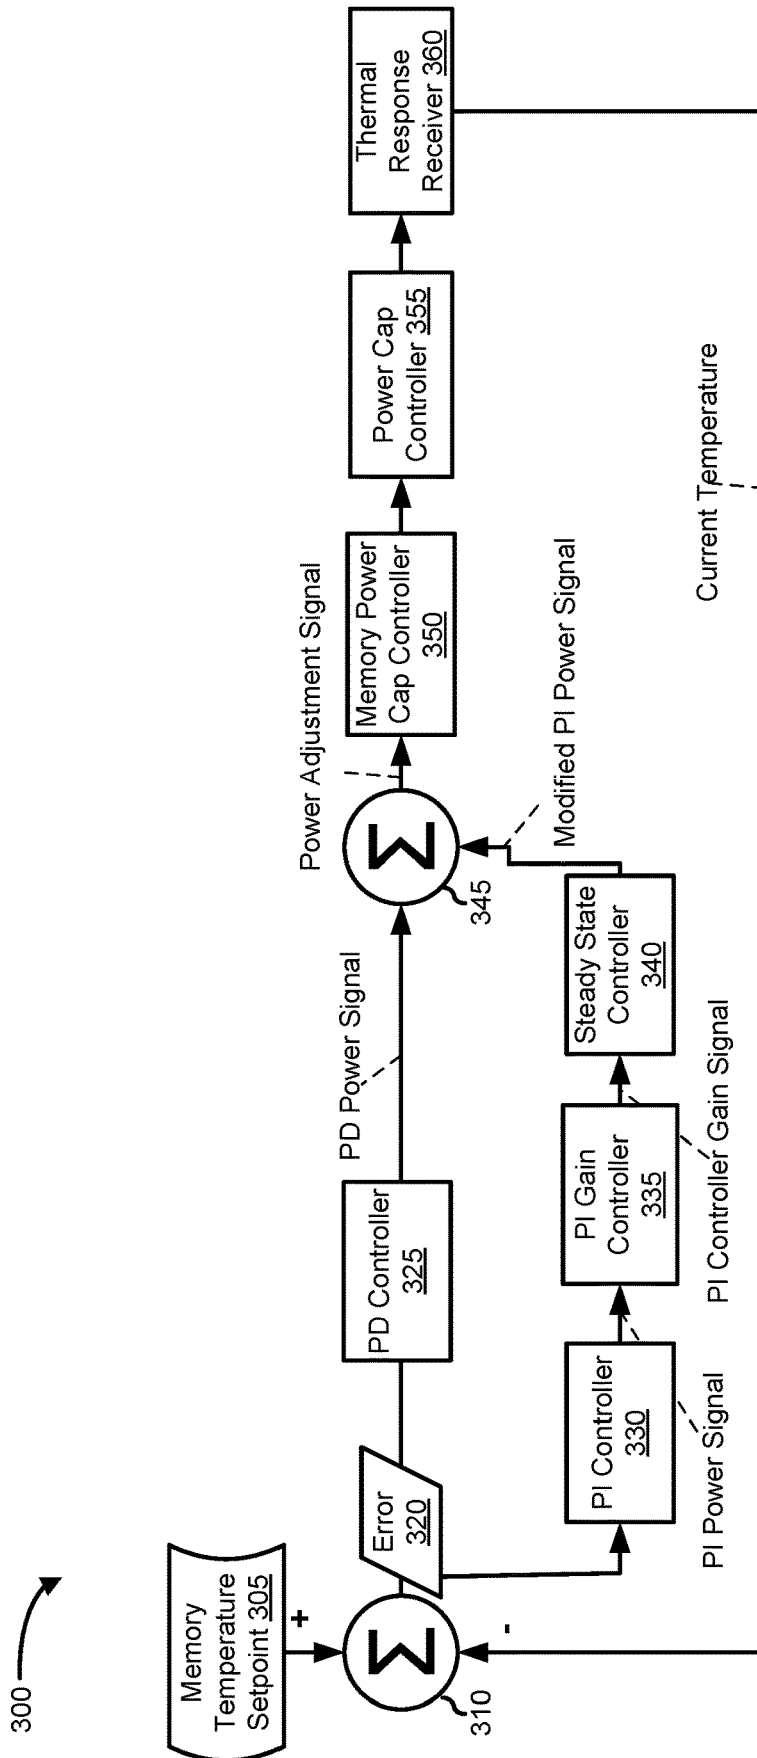 300
Memory
Temperature
Setpoint 305
+
-
Σ
310
Error
320
PD Controller
325
PD Power Signal
PI Controller
330
PI Power Signal
PI Gain
Controller
335
PI Controller Gain Signal
Steady State
Controller
340
Modified PI Power Signal
Σ
345
Power Adjustment Signal
Memory Power
Cap Controller
350
Power Cap
Controller 355
Thermal
Response
Receiver 360
Current Temperature